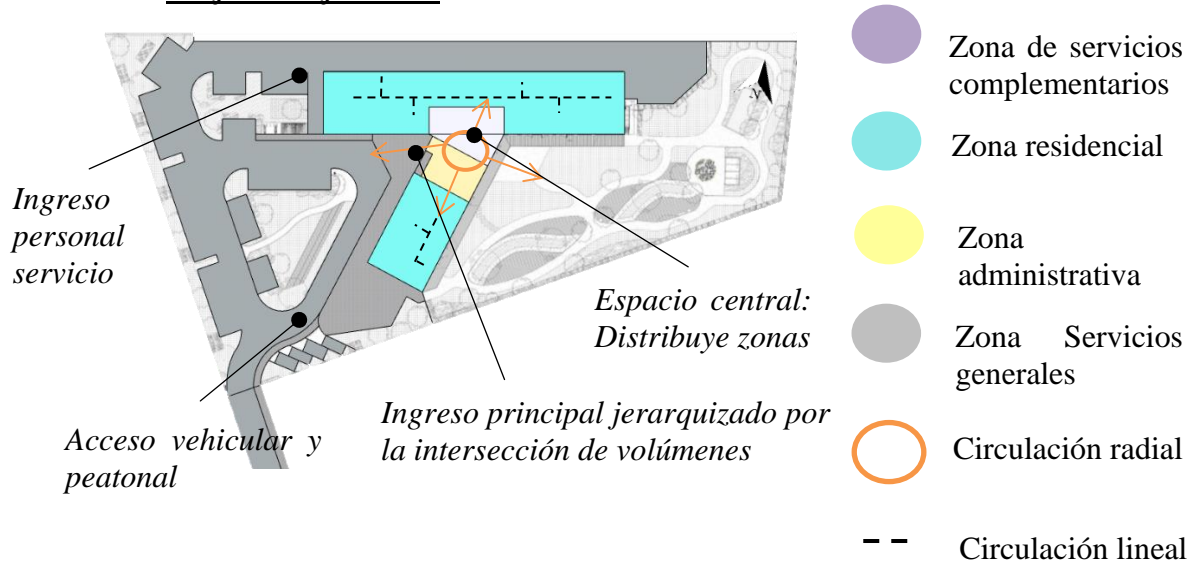 Ingreso
personal
servicio
Acceso vehicular y
peatonal
Espacio central:
Distribuye zonas
Ingreso principal jerarquizado por
la intersección de volúmenes
Zona de servicios
complementarios
Zona residencial
Zona
administrativa
Zona Servicios
generales
Circulación radial
Circulación lineal